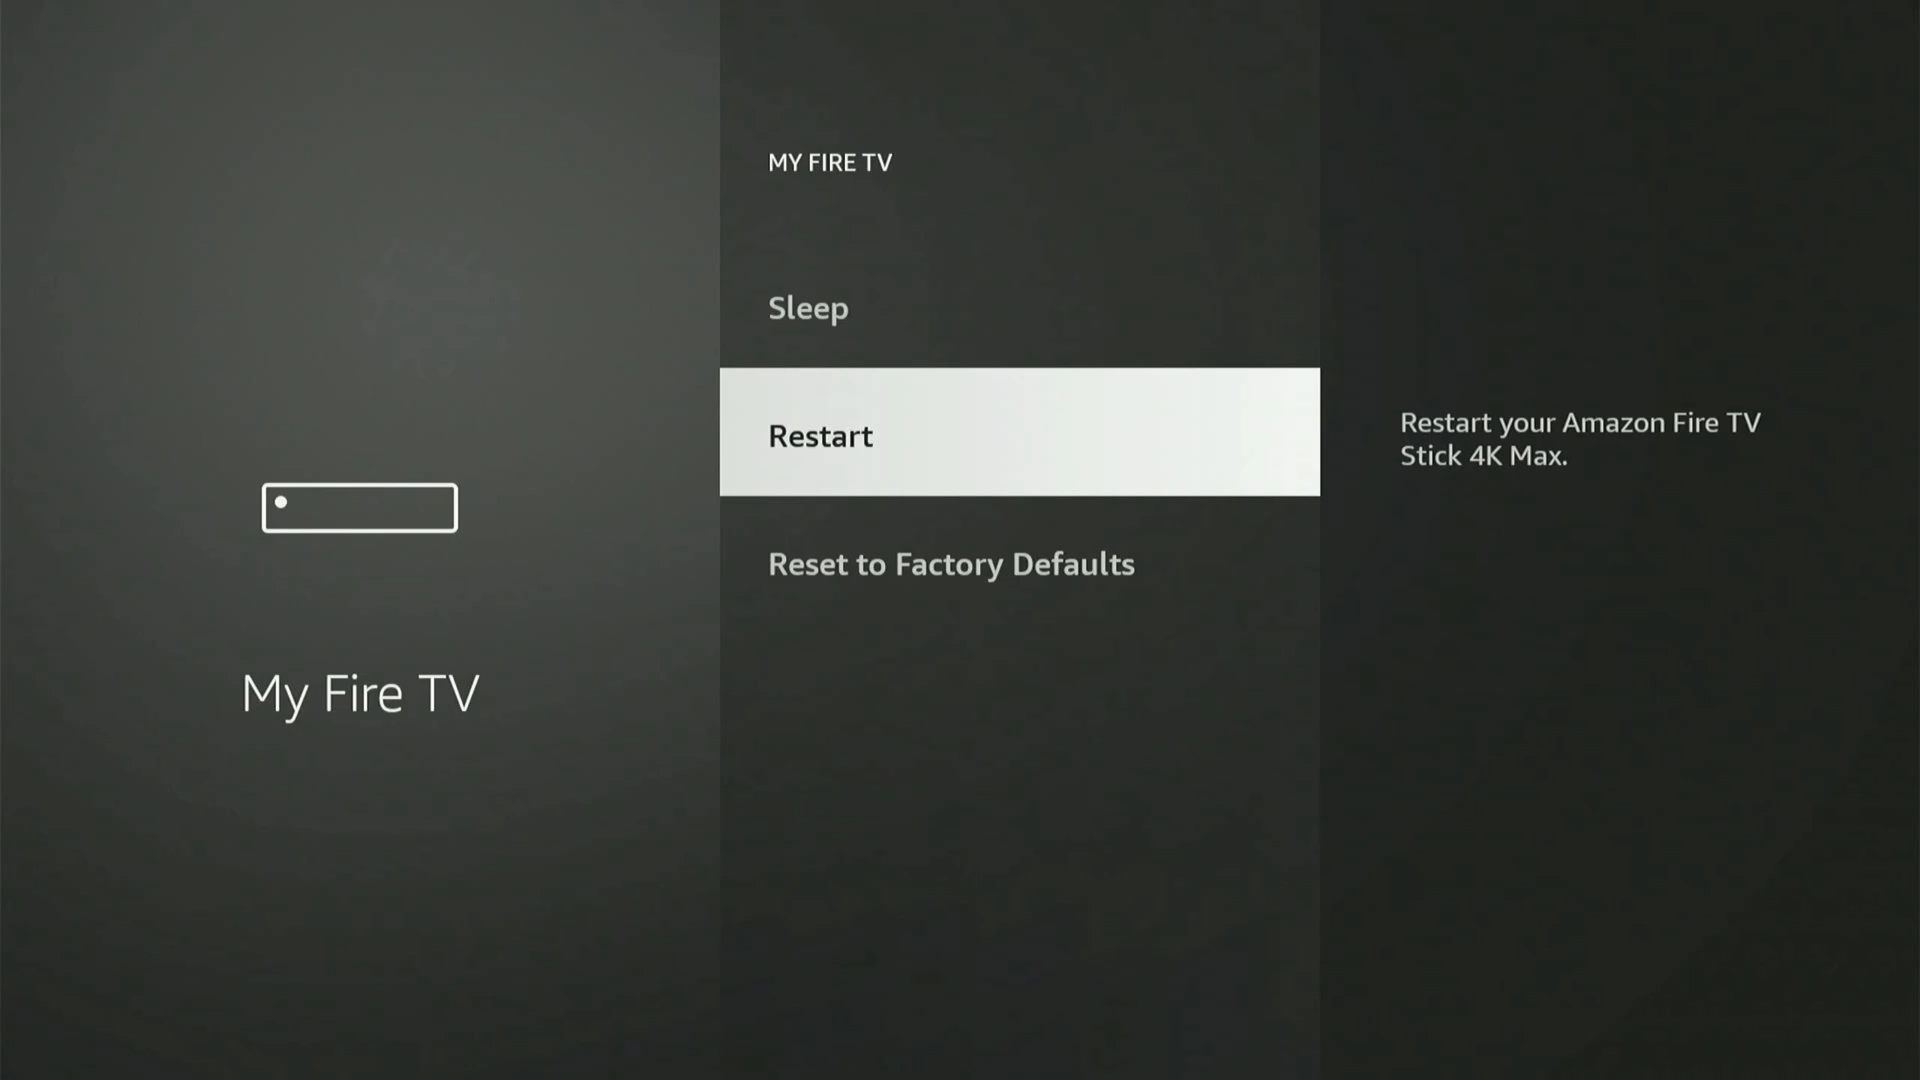 MY FIRE TV
Sleep
Restart
Reset to Factory Defaults
Restart your Amazon Fire TV
Stick 4K Max.
My Fire TV